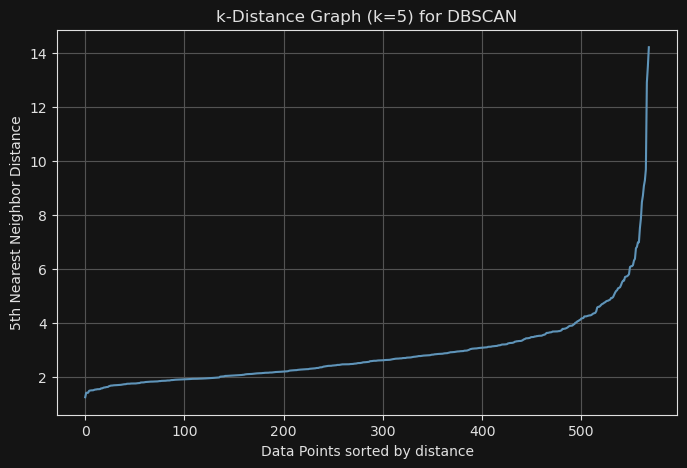 k-Distance Graph (k=5) for DBSCAN
14
12
10
8
6
4
2
5th Nearest Neighbor Distance
0 100 200 300 400 500
Data Points sorted by distance